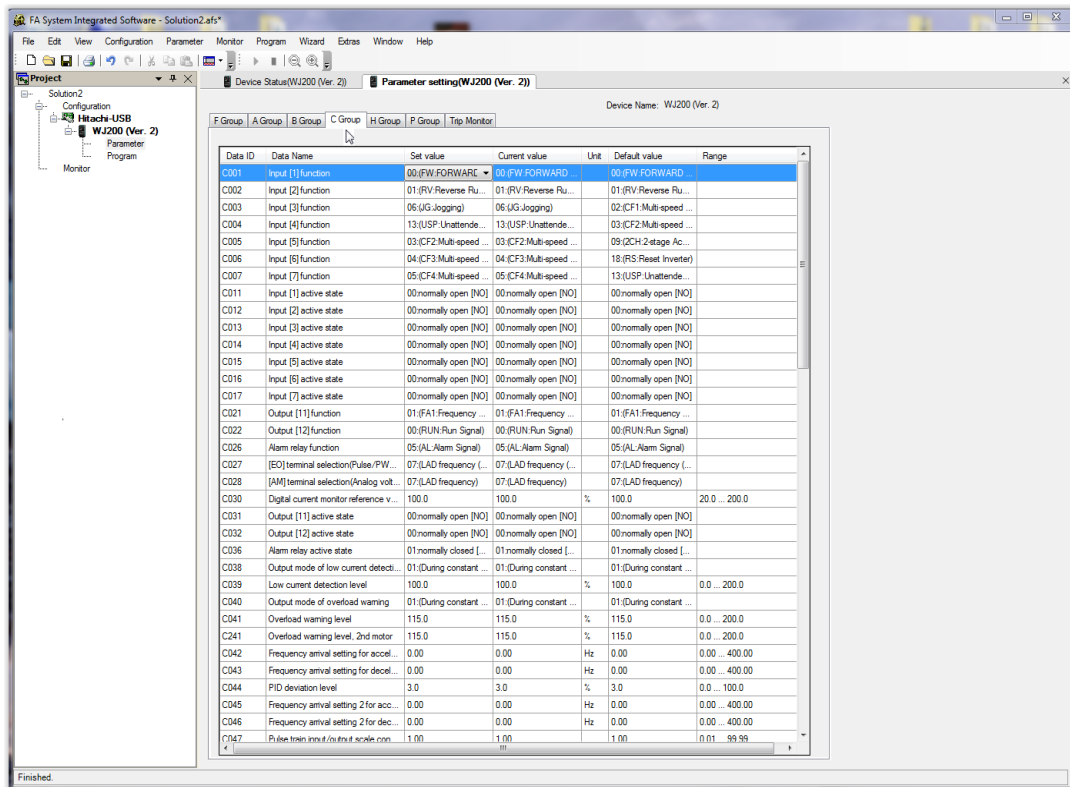 FA System Integrated Software - Solution2.afs*
File Edit View Configuration Parameter Monitor Program Wizard Extras Window Help
Project
Solution2
Configuration
Hitachi-USB
WJ200 (Ver. 2)
Parameter
Program
Monitor
Device Status(WJ200 (Ver. 2)) Parameter setting(WJ200 (Ver. 2))
Device Name: WJ200 (Ver. 2)
F Group A Group B Group C Group H Group P Group Trip Monitor
Data ID Data Name Set value Current value Unit Default value Range
C001 Input [1] function 00:(FW:FORWARD 00:(FW:FORWARD ... 00:(FW:FORWARD ...
C002 Input [2] function 01:(RV:Reverse Ru... 01:(RV:Reverse Ru... 01:(RV:Reverse Ru...
C003 Input [3] function 06:(JG:Jogging) 06:(JG:Jogging) 02:(CF1:Multi-speed ...
C004 Input [4] function 13:(USP:Unattende... 13:(USP:Unattende... 03:(CF2:Multi-speed ...
C005 Input [5] function 03:(CF2:Multi-speed ... 03:(CF2:Multi-speed ... 09:(2CH:2-stage Ac...
C006 Input [6] function 04:(CF3:Multi-speed ... 04:(CF3:Multi-speed ... 18:(RS:Reset Inverter)
C007 Input [7] function 05:(CF4:Multi-speed ... 05:(CF4:Multi-speed ... 13:(USP:Unattende...
C011 Input [1] active state 00:normally open [NO] 00:normally open [NO] 00:normally open [NO]
C012 Input [2] active state 00:normally open [NO] 00:normally open [NO] 00:normally open [NO]
C013 Input [3] active state 00:normally open [NO] 00:normally open [NO] 00:normally open [NO]
C014 Input [4] active state 00:normally open [NO] 00:normally open [NO] 00:normally open [NO]
C015 Input [5] active state 00:normally open [NO] 00:normally open [NO] 00:normally open [NO]
C016 Input [6] active state 00:normally open [NO] 00:normally open [NO] 00:normally open [NO]
C017 Input [7] active state 00:normally open [NO] 00:normally open [NO] 00:normally open [NO]
C021 Output [11] function 01:(FA1:Frequency ... 01:(FA1:Frequency ... 01:(FA1:Frequency ...
C022 Output [12] function 00:(RUN:Run Signal) 00:(RUN:Run Signal) 00:(RUN:Run Signal)
C026 Alarm relay function 05:(AL:Alarm Signal) 05:(AL:Alarm Signal) 05:(AL:Alarm Signal)
C027 [EO] terminal selection(Pulse/PW... 07:(LAD frequency (... 07:(LAD frequency (... 07:(LAD frequency (...
C028 [AM] terminal selection(Analog volt... 07:(LAD frequency) 07:(LAD frequency) 07:(LAD frequency)
C030 Digital current monitor reference v... 100.0 100.0 % 100.0 20.0 ... 200.0
C031 Output [11] active state 00:normally open [NO] 00:normally open [NO] 00:normally open [NO]
C032 Output [12] active state 00:normally open [NO] 00:normally open [NO] 00:normally open [NO]
C036 Alarm relay active state 01:normally closed [... 01:normally closed [... 01:normally closed [...
C038 Output mode of low current detecti... 01:(During constant ... 01:(During constant ... 01:(During constant ...
C039 Low current detection level 100.0 100.0 % 100.0 0.0 ... 200.0
C040 Output mode of overload warning 01:(During constant ... 01:(During constant ... 01:(During constant ...
C041 Overload warning level 115.0 115.0 % 115.0 0.0 ... 200.0
C241 Overload warning level, 2nd motor 115.0 115.0 % 115.0 0.0 ... 200.0
C042 Frequency arrival setting for accel... 0.00 0.00 Hz 0.00 0.00 ... 400.00
C043 Frequency arrival setting for decel... 0.00 0.00 Hz 0.00 0.00 ... 400.00
C044 PID deviation level 3.0 3.0 % 3.0 0.0 ... 100.0
C045 Frequency arrival setting 2 for acc... 0.00 0.00 Hz 0.00 0.00 ... 400.00
C046 Frequency arrival setting 2 for dec... 0.00 0.00 Hz 0.00 0.00 ... 400.00
C047 Pulse train input/output scale con... 1.00 1.00 1.00 0.01 ... 99.99
Finished.